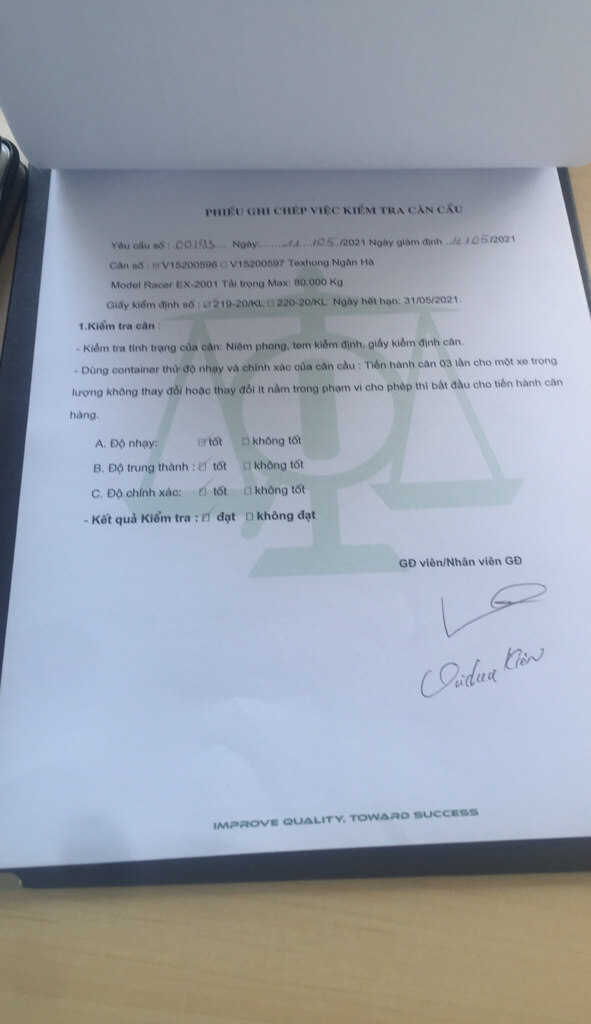 PHIẾU GHI CHÉP VIỆC KIỂM TRA CÂN CẦU
Yêu cầu số : 00195... Ngày......./05./2021 Ngày giám định .../05/2021
Cân số : ☑V15200596 ☐ V15200597 Texhong Ngân Hà
Model Racer EX-2001 Tải trọng Max: 80.000 Kg
Giấy kiểm định số : ☑ 219-20/KL ☐ 220-20/KL Ngày hết hạn: 31/05/2021.
1.Kiểm tra cân :
- Kiểm tra tình trạng của cân: Niêm phong, tem kiểm định, giấy kiểm định cân.
- Dùng container thử độ nhạy và chính xác của cân cầu : Tiến hành cân 03 lần cho một xe trọng
lượng không thay đổi hoặc thay đổi ít nằm trong phạm vi cho phép thì bắt đầu cho tiến hành cân
hàng.
A. Độ nhạy: ☑ tốt ☐ không tốt
B. Độ trung thành : ☑ tốt ☐ không tốt
C. Độ chính xác: ☑ tốt ☐ không tốt
- Kết quả Kiểm tra : ☑ đạt ☐ không đạt
GĐ viên/Nhân viên GĐ
Kiên
IMPROVE QUALITY, TOWARD SUCCESS